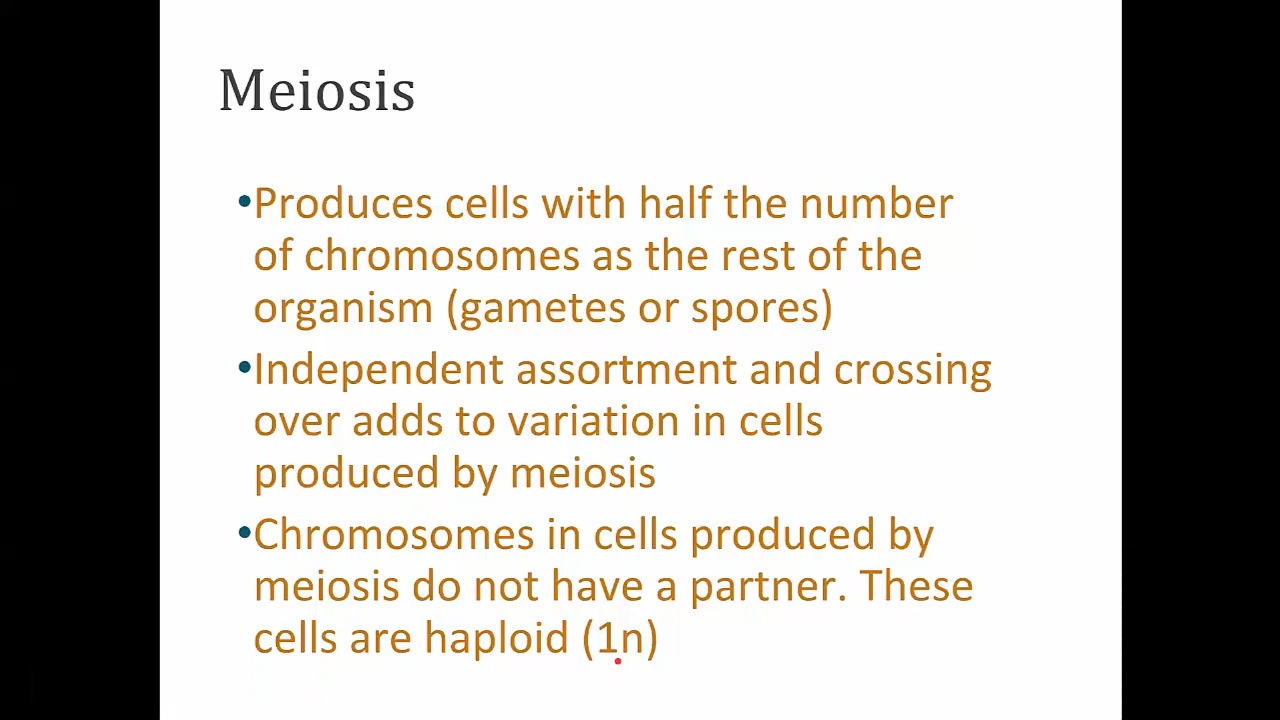 Meiosis
•Produces cells with half the number
of chromosomes as the rest of the
organism (gametes or spores)
•Independent assortment and crossing
over adds to variation in cells
produced by meiosis
•Chromosomes in cells produced by
meiosis do not have a partner. These
cells are haploid (1n)